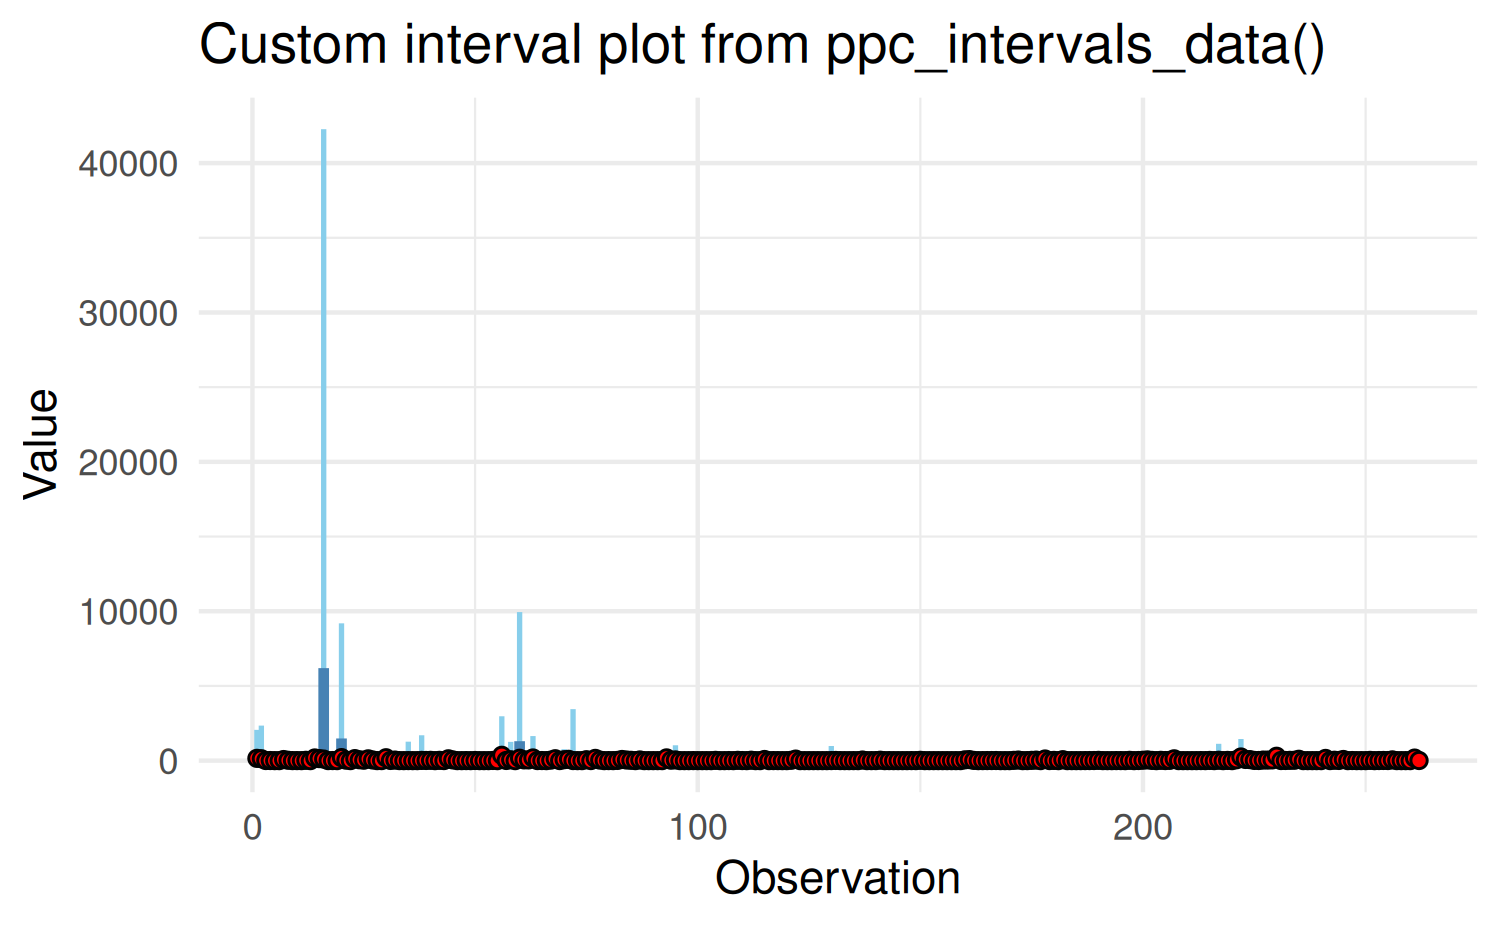 Custom interval plot from ppc_intervals_data()
40000
30000
20000
10000
0
Value
0 100 200
Observation